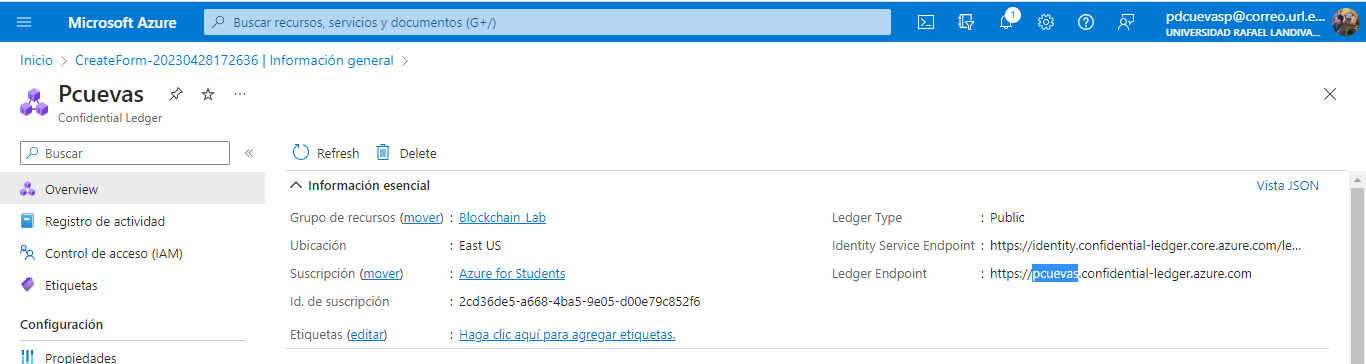 Microsoft Azure
Buscar recursos, servicios y documentos (G+/)
1
pdcuevasp@correo.url.e...
UNIVERSIDAD RAFAEL LANDIVA...
Inicio > CreateForm-20230428172636 | Información general >
Pcuevas
Confidential Ledger
Buscar
Overview
Registro de actividad
Control de acceso (IAM)
Etiquetas
Configuración
Propiedades
Refresh Delete
Información esencial Vista JSON
Grupo de recursos (mover) : Blockchain_Lab
Ubicación : East US
Suscripción (mover) : Azure for Students
Id. de suscripción : 2cd36de5-a668-4ba5-9e05-d00e79c852f6
Etiquetas (editar) : Haga clic aquí para agregar etiquetas.
Ledger Type : Public
Identity Service Endpoint : https://identity.confidential-ledger.core.azure.com/le...
Ledger Endpoint : https://pcuevas.confidential-ledger.azure.com